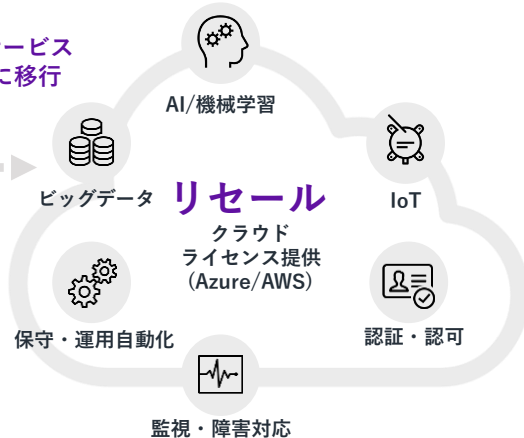 ービス
に移行
AI/機械学習
ビッグデータ
リセール
IoT
クラウド
ライセンス提供
(Azure/AWS)
保守・運用自動化
認証・認可
監視・障害対応